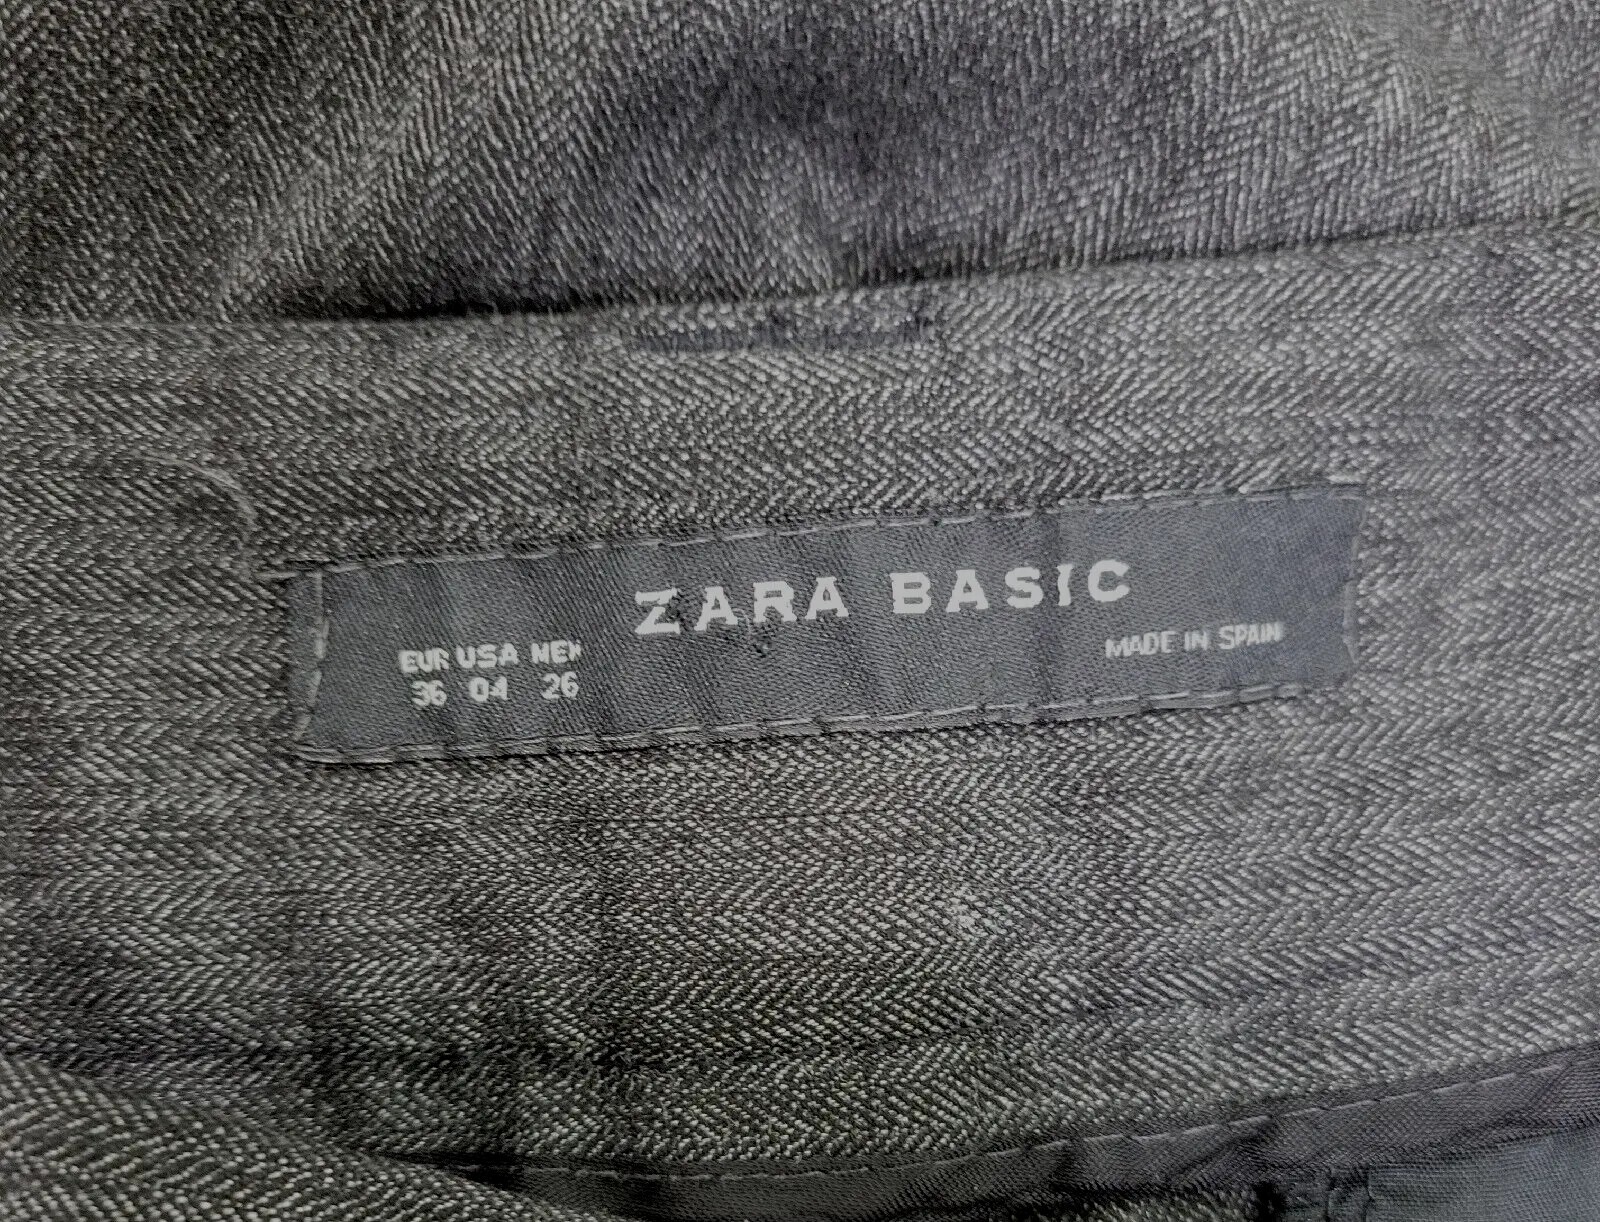 ZARA BASIC
EUR USA MEX
36 04 26
MADE IN SPAIN